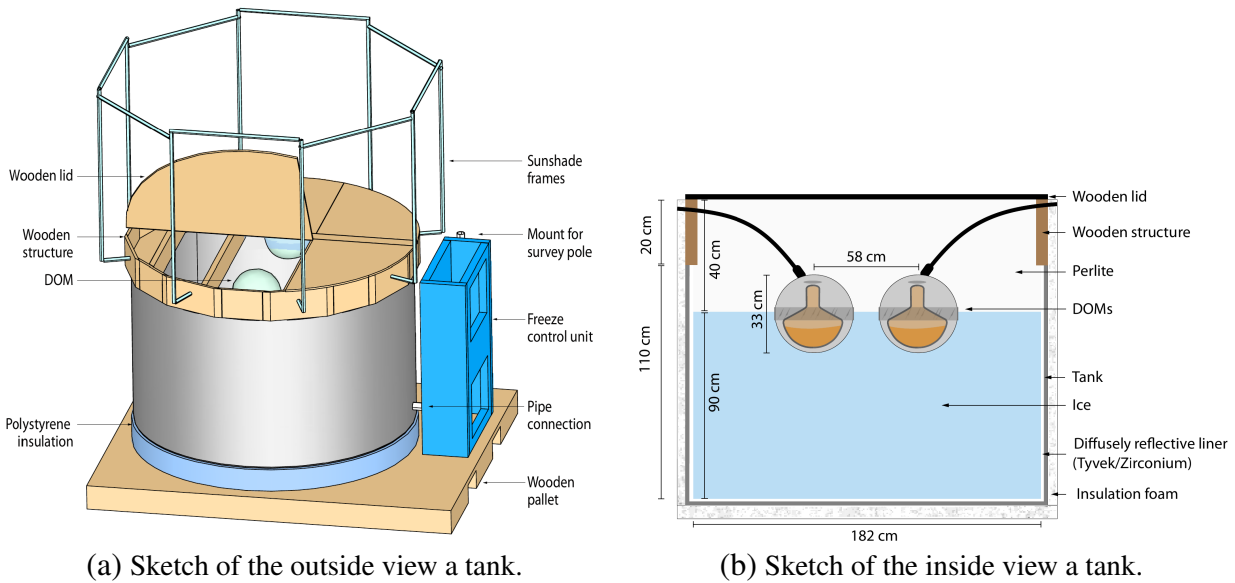 Wooden lid
Wooden
structure
DOM
Polystyrene
insulation
Sunshade
frames
Mount for
survey pole
Freeze
control unit
Pipe
connection
Wooden
pallet
(a) Sketch of the outside view a tank.
20 cm
110 cm
40 cm
90 cm
33 cm
58 cm
182 cm
Wooden lid
Wooden structure
Perlite
DOMs
Tank
Ice
Diffusely reflective liner
(Tyvek/Zirconium)
Insulation foam
(b) Sketch of the inside view a tank.